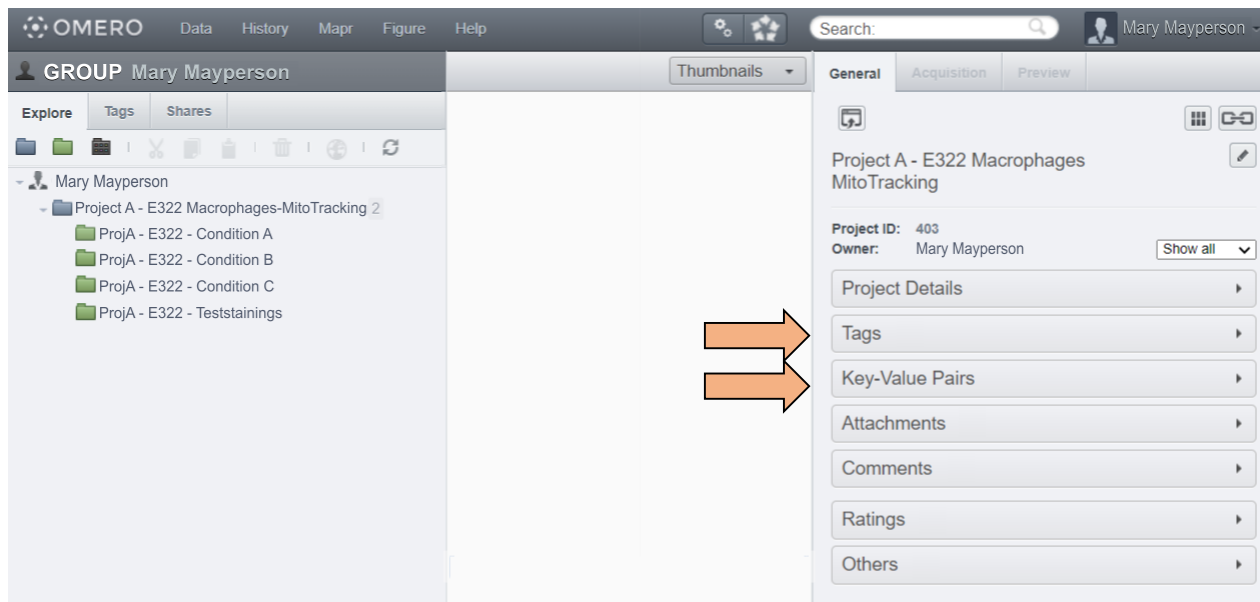 OMERO Data History Mapr Figure Help Search: Mary Mayperson
GROUP Mary Mayperson
Explore Tags Shares
Mary Mayperson
Project A - E322 Macrophages-MitoTracking 2
ProjA - E322 - Condition A
ProjA - E322 - Condition B
ProjA - E322 - Condition C
ProjA - E322 - Teststainings
Thumbnails
General Acquisition Preview
Project A - E322 Macrophages
MitoTracking
Project ID: 403
Owner: Mary Mayperson Show all
Project Details
Tags
Key-Value Pairs
Attachments
Comments
Ratings
Others